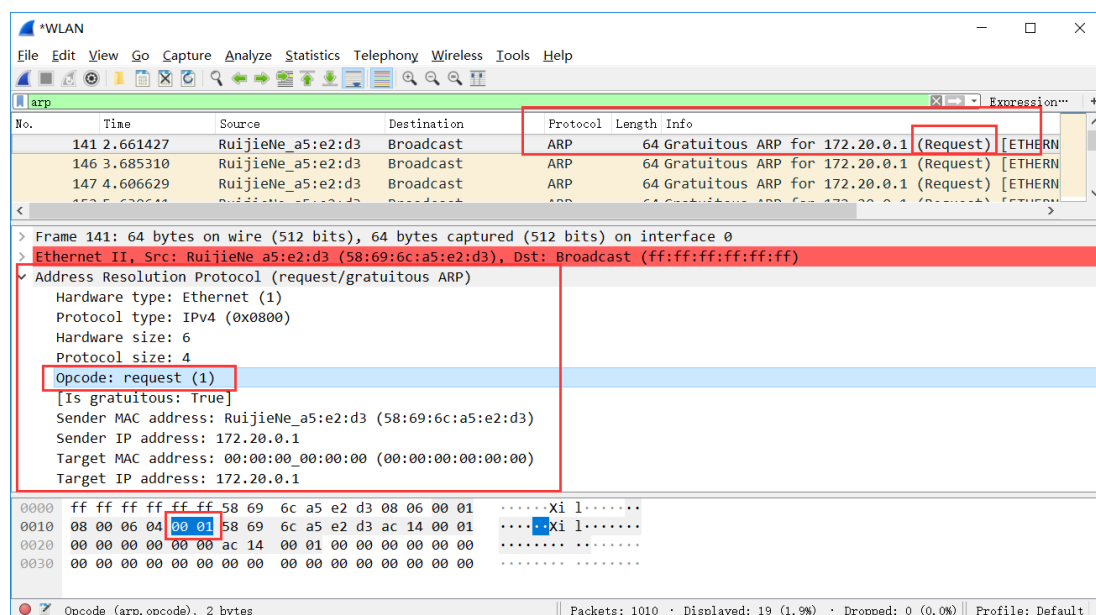 *WLAN
File Edit View Go Capture Analyze Statistics Telephony Wireless Tools Help
arp Expression… +
No. Time Source Destination Protocol Length Info
141 2.661427 RuijieNe_a5:e2:d3 Broadcast ARP 64 Gratuitous ARP for 172.20.0.1 (Request) [ETHERN
146 3.685310 RuijieNe_a5:e2:d3 Broadcast ARP 64 Gratuitous ARP for 172.20.0.1 (Request) [ETHERN
147 4.606629 RuijieNe_a5:e2:d3 Broadcast ARP 64 Gratuitous ARP for 172.20.0.1 (Request) [ETHERN
Frame 141: 64 bytes on wire (512 bits), 64 bytes captured (512 bits) on interface 0
Ethernet II, Src: RuijieNe_a5:e2:d3 (58:69:6c:a5:e2:d3), Dst: Broadcast (ff:ff:ff:ff:ff:ff)
Address Resolution Protocol (request/gratuitous ARP)
Hardware type: Ethernet (1)
Protocol type: IPv4 (0x0800)
Hardware size: 6
Protocol size: 4
Opcode: request (1)
[Is gratuitous: True]
Sender MAC address: RuijieNe_a5:e2:d3 (58:69:6c:a5:e2:d3)
Sender IP address: 172.20.0.1
Target MAC address: 00:00:00_00:00:00 (00:00:00:00:00:00)
Target IP address: 172.20.0.1
0000 ff ff ff ff ff ff 58 69 6c a5 e2 d3 08 06 00 01 ······Xi l·······
0010 08 00 06 04 00 01 58 69 6c a5 e2 d3 ac 14 00 01 ······Xi l·······
0020 00 00 00 00 00 00 ac 14 00 01 00 00 00 00 00 00 ········ ········
0030 00 00 00 00 00 00 00 00 00 00 00 00 00 00 00 00 ········ ········
Opcode (arp.opcode), 2 bytes Packets: 1010 · Displayed: 19 (1.9%) · Dropped: 0 (0.0%) Profile: Default